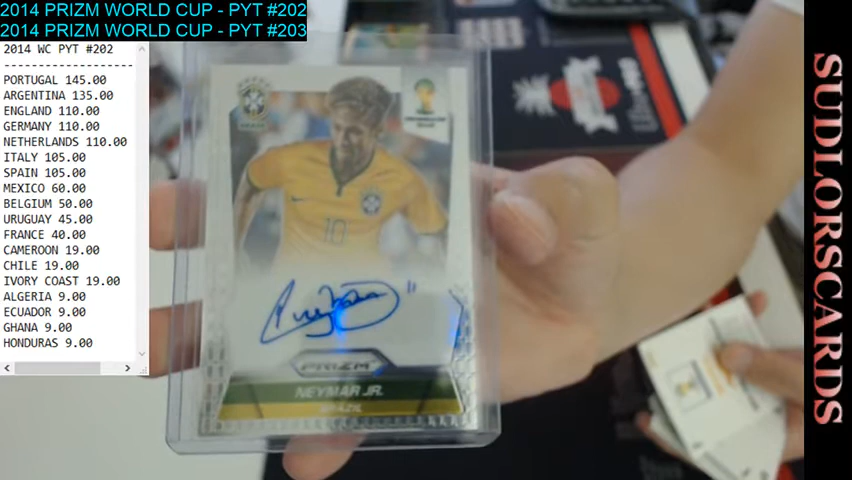 2014 PRIZM WORLD CUP - PYT #202
2014 PRIZM WORLD CUP - PYT #203
2014 WC PYT #202
-------------------
PORTUGAL 145.00
ARGENTINA 135.00
ENGLAND 110.00
GERMANY 110.00
NETHERLANDS 110.00
ITALY 105.00
SPAIN 105.00
MEXICO 60.00
BELGIUM 50.00
URUGUAY 45.00
FRANCE 40.00
CAMEROON 19.00
CHILE 19.00
IVORY COAST 19.00
ALGERIA 9.00
ECUADOR 9.00
GHANA 9.00
HONDURAS 9.00
10
PRIZM
NEYMAR JR.
BRAZIL
SUDLORSCARDS